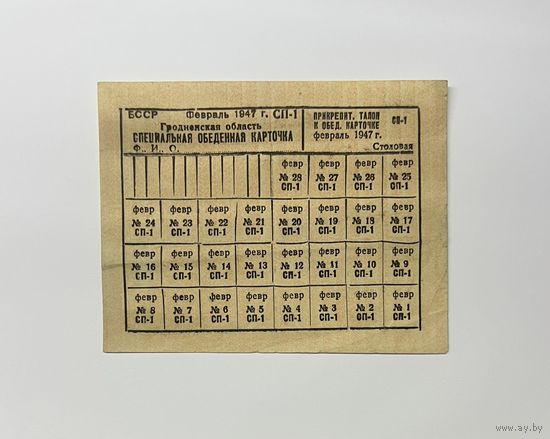 БССР Февраль 1947 г. СП-1
Гродненская область
СПЕЦИАЛЬНАЯ ОБЕДЕННАЯ КАРТОЧКА
Ф., И., О.
ПРИКРЕПИТ. ТАЛОН СП-1
К ОБЕД. КАРТОЧКЕ
февраль 1947 г.
Столовая
февр февр февр февр
№ 28 № 27 № 26 № 25
СП-1 СП-1 СП-1 СП-1
февр февр февр февр февр февр февр февр
№ 24 № 23 № 22 № 21 № 20 № 19 № 18 № 17
СП-1 СП-1 СП-1 СП-1 СП-1 СП-1 СП-1 СП-1
февр февр февр февр февр февр февр февр
№ 16 № 15 № 14 № 13 № 12 № 11 № 10 № 9
СП-1 СП-1 СП-1 СП-1 СП-1 СП-1 СП-1 СП-1
февр февр февр февр февр февр февр февр
№ 8 № 7 № 6 № 5 № 4 № 3 № 2 № 1
СП-1 СП-1 СП-1 СП-1 СП-1 СП-1 ОП-1 СП-1
www.ay.by